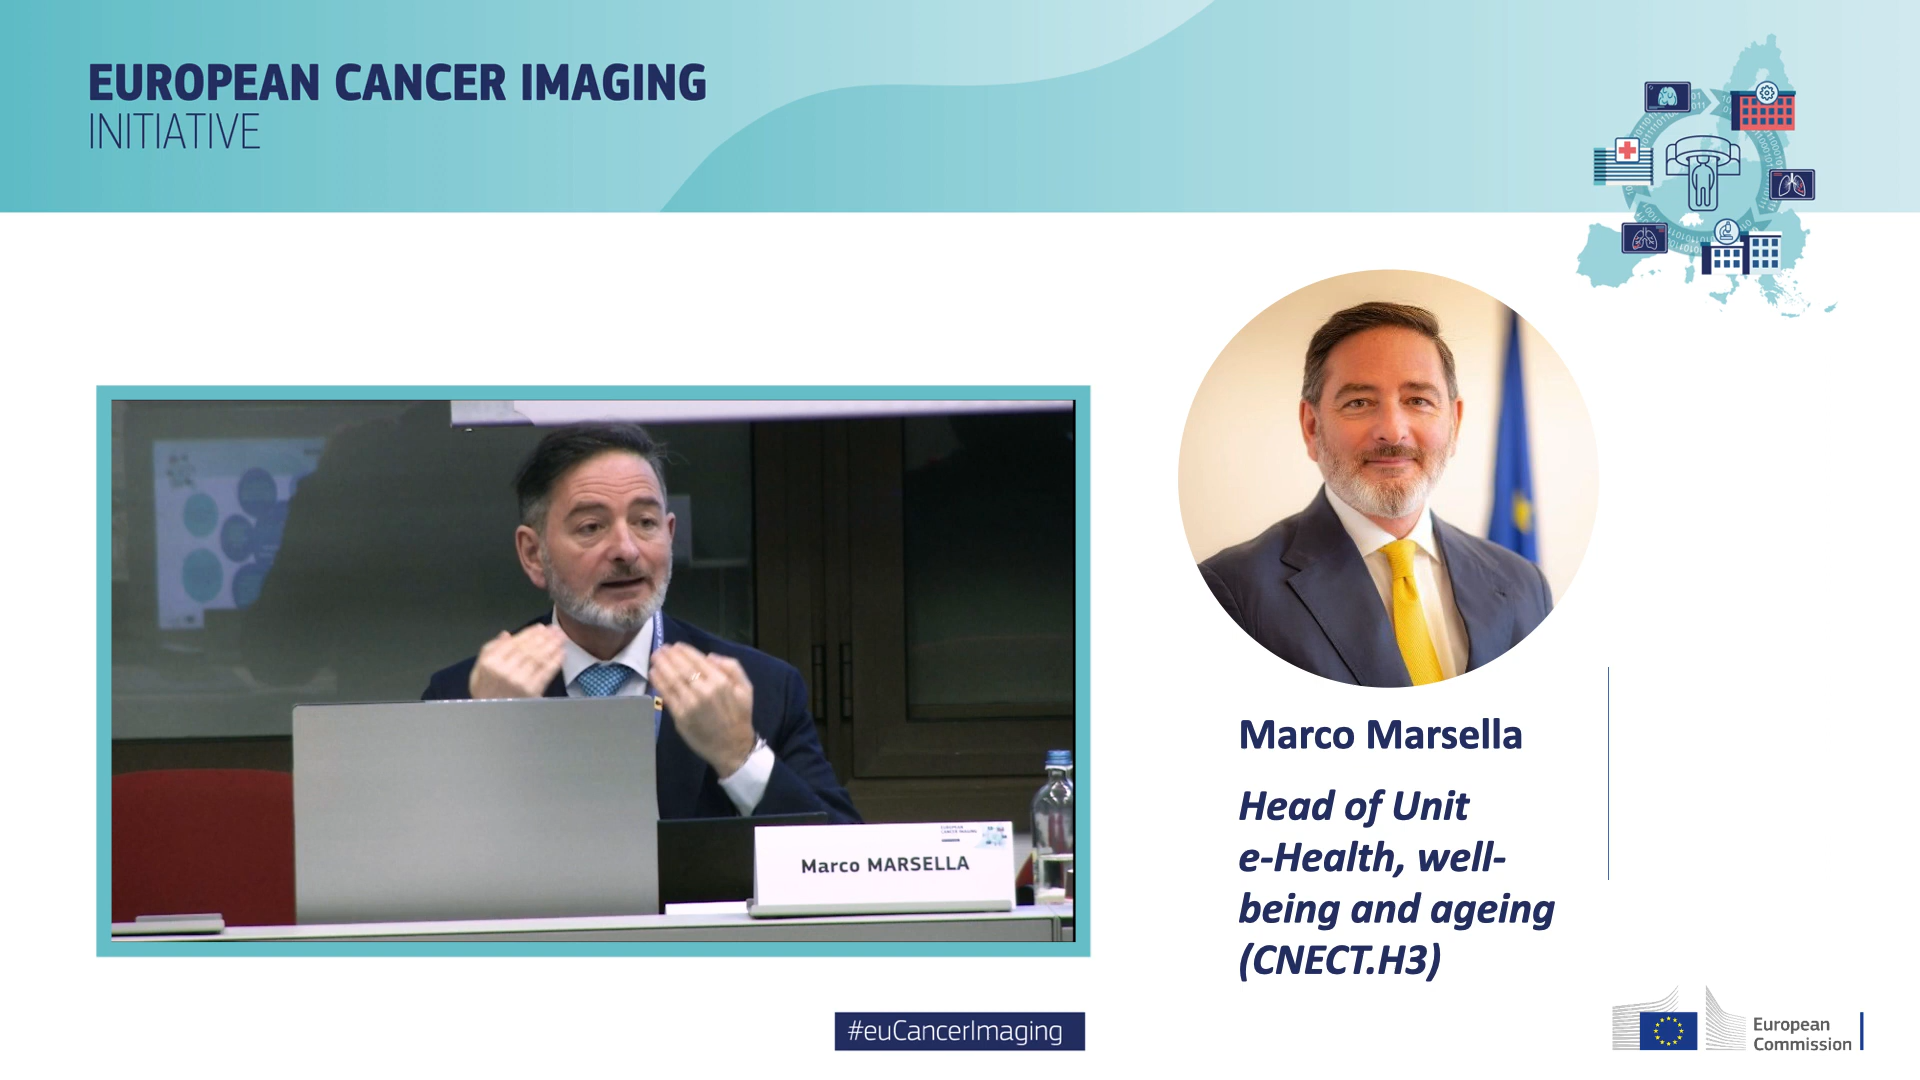 EUROPEAN CANCER IMAGING
INITIATIVE
Marco MARSELLA
Marco Marsella
Head of Unit
e-Health, well-
being and ageing
(CNECT.H3)
#euCancerImaging
European
Commission